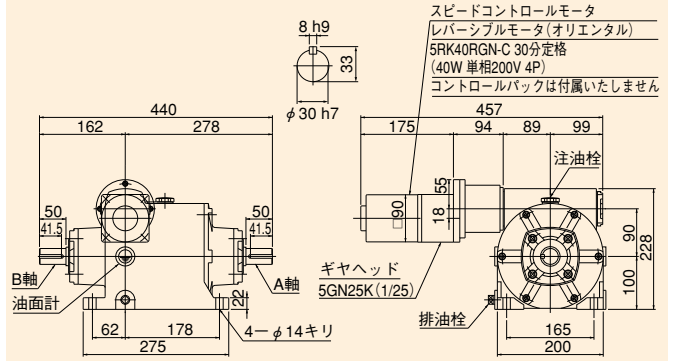 スピードコントロールモータ
レバーシブルモータ(オリエンタル)
5RK40RGN-C 30分定格
(40W 単相200V 4P)
コントロールパックは付属いたしません
8 h9
33
φ30 h7
440
162
278
457
175
94
89
99
注油栓
50
41.5
50
41.5
B軸
油面計
A軸
22
62
178
4-φ14キリ
275
□90
18
55
ギヤヘッド
5GN25K(1/25)
90
100
228
排油栓
165
200